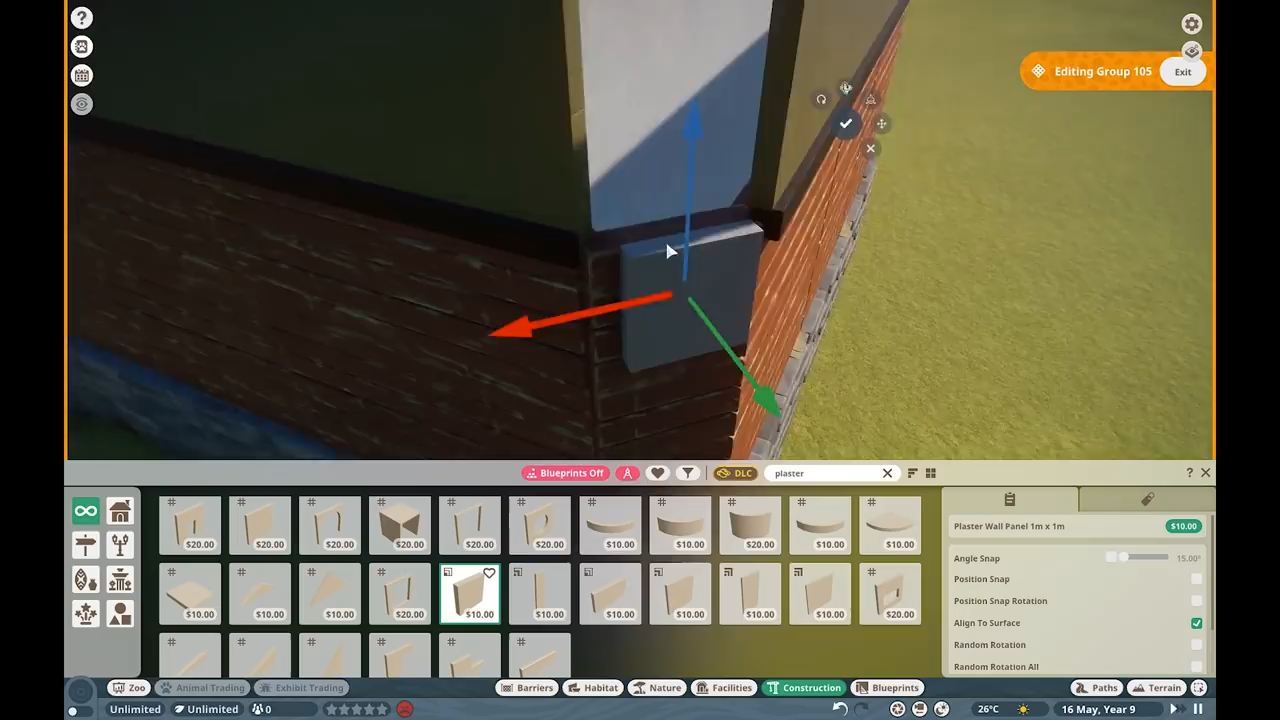 ?
Editing Group 105 Exit
Blueprints Off DLC plaster ?
$20.00 $20.00 $20.00 $20.00 $20.00 $20.00 $10.00 $10.00 $20.00 $10.00 $10.00
Plaster Wall Panel 1m x 1m $10.00
Angle Snap 15.00°
Position Snap
$10.00 $10.00 $10.00 $20.00 $10.00 $10.00 $10.00 $10.00 $10.00 $10.00 $20.00
Position Snap Rotation
Align To Surface
Random Rotation
Random Rotation All
Zoo Animal Trading Exhibit Trading Barriers Habitat Nature Facilities Construction Blueprints Paths Terrain
Unlimited Unlimited 0 26°C 16 May, Year 9